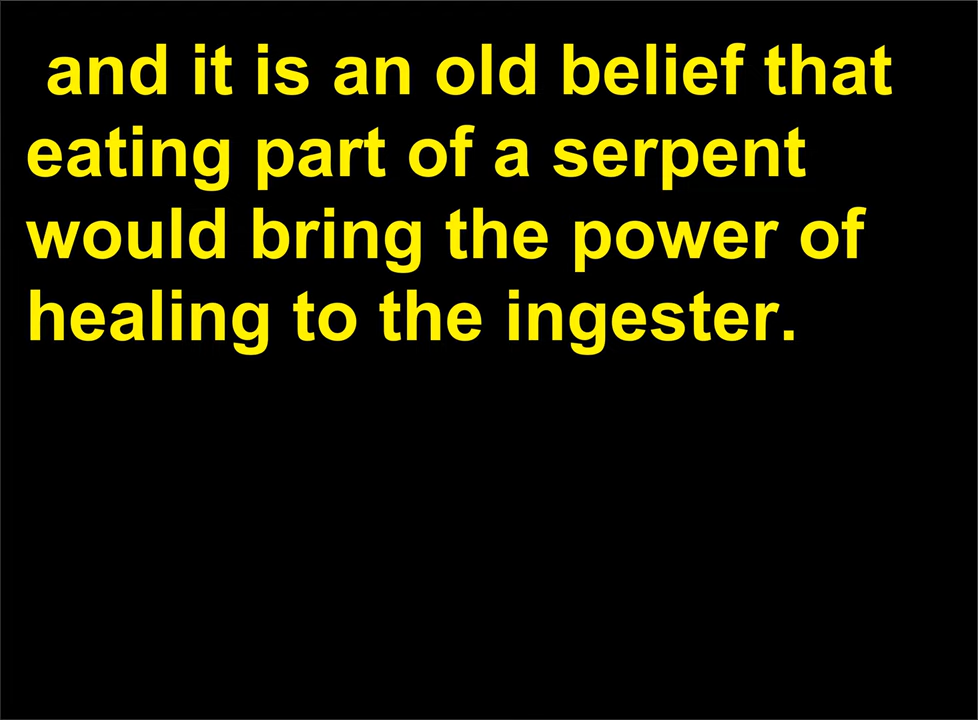 and it is an old belief that
eating part of a serpent
would bring the power of
healing to the ingester.